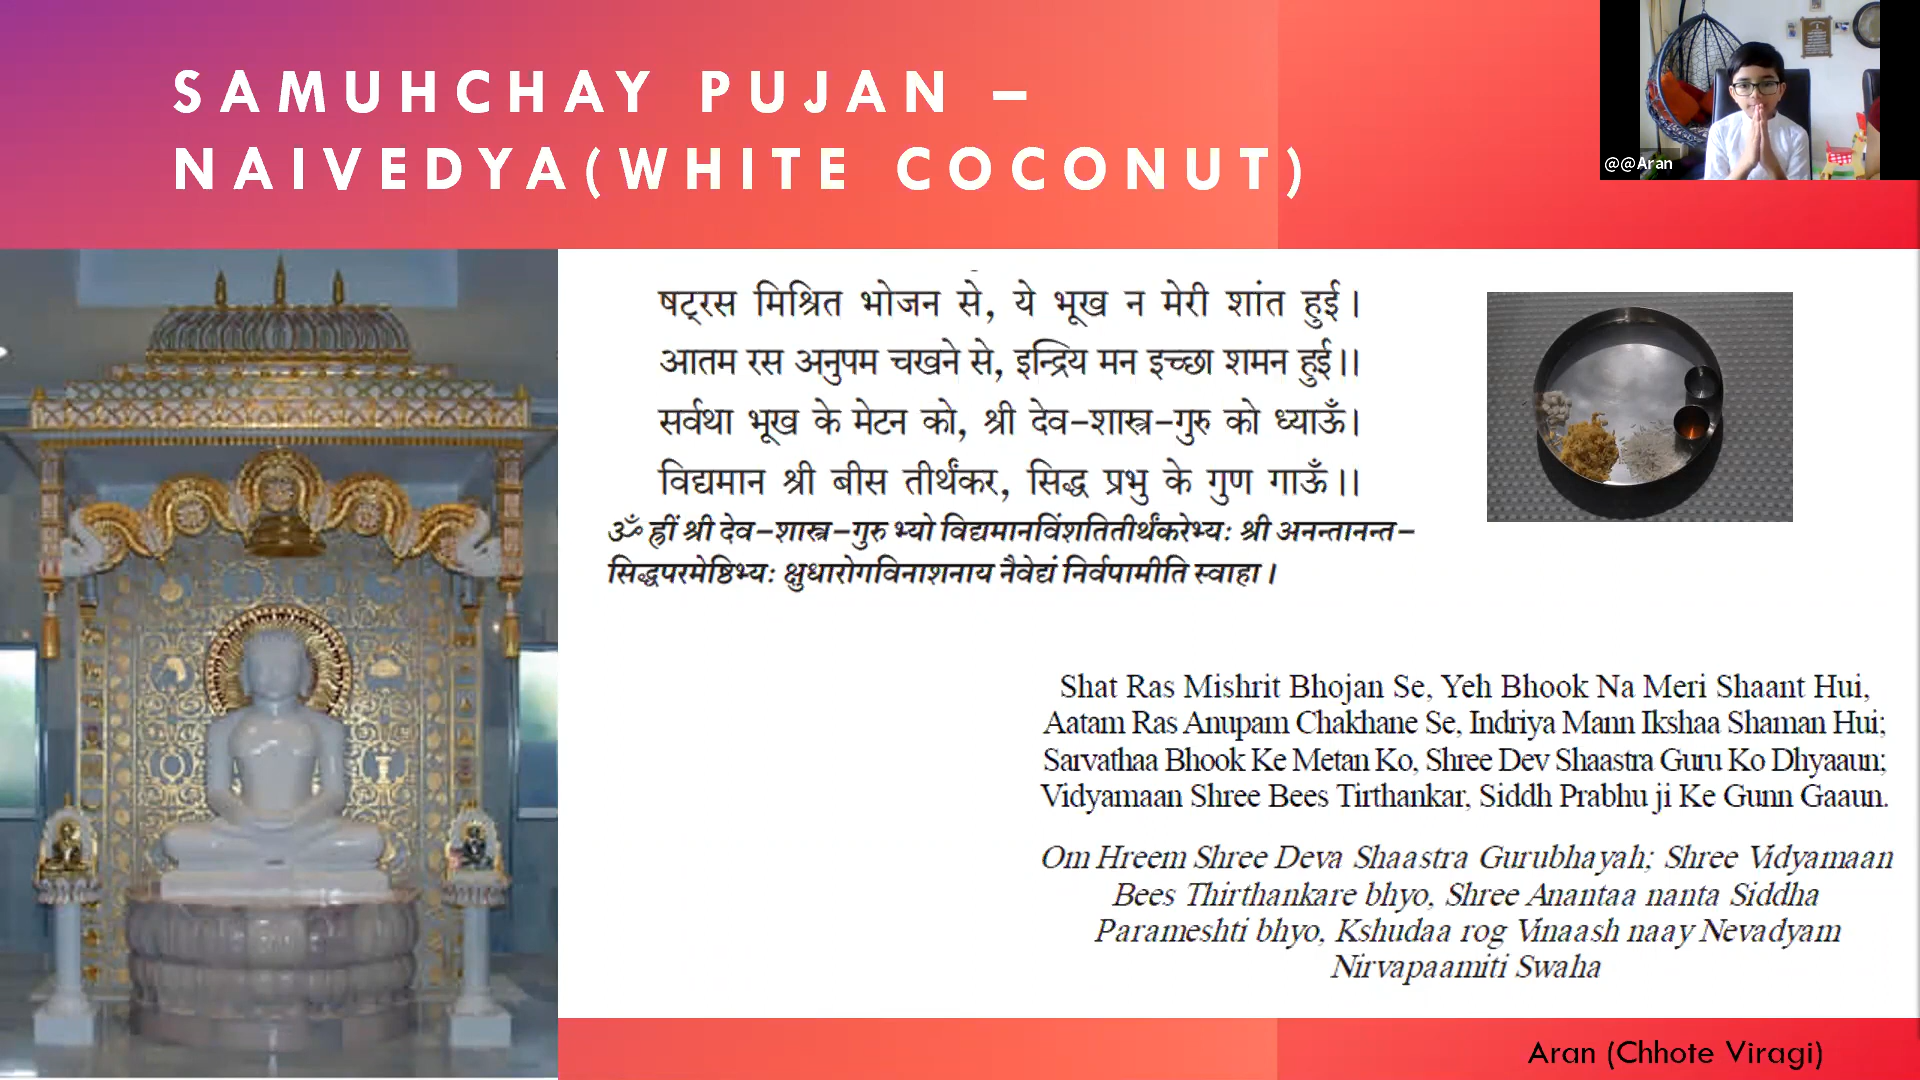 SAMUHCHAY PUJAN –
NAIVEDYA(WHITE COCONUT)
@@Aran
षट्रस मिश्रित भोजन से, ये भूख न मेरी शांत हुई।
आतम रस अनुपम चखने से, इन्द्रिय मन इच्छा शमन हुई।।
सर्वथा भूख के मेटन को, श्री देव-शास्त्र-गुरु को ध्याऊँ।
विद्यमान श्री बीस तीर्थंकर, सिद्ध प्रभु के गुण गाऊँ।।
ॐ ह्रीं श्री देव-शास्त्र-गुरुभ्यो विद्यमानविंशतितीर्थंकरेभ्यः श्री अनन्तानन्त-
सिद्धपरमेष्ठिभ्यः क्षुधारोगविनाशनाय नैवेद्यं निर्वपामीति स्वाहा।
Shat Ras Mishrit Bhojan Se, Yeh Bhook Na Meri Shaant Hui,
Aatam Ras Anupam Chakhane Se, Indriya Mann Ikshaa Shaman Hui;
Sarvathaa Bhook Ke Metan Ko, Shree Dev Shaastra Guru Ko Dhyaaun;
Vidyamaan Shree Bees Tirthankar, Siddh Prabhu ji Ke Gunn Gaaun.
Om Hreem Shree Deva Shaastra Gurubhayah; Shree Vidyamaan
Bees Thirthankare bhyo, Shree Anantaa nanta Siddha
Parameshti bhyo, Kshudaa rog Vinaash naay Nevadyam
Nirvapaamiti Swaha
Aran (Chhote Viragi)